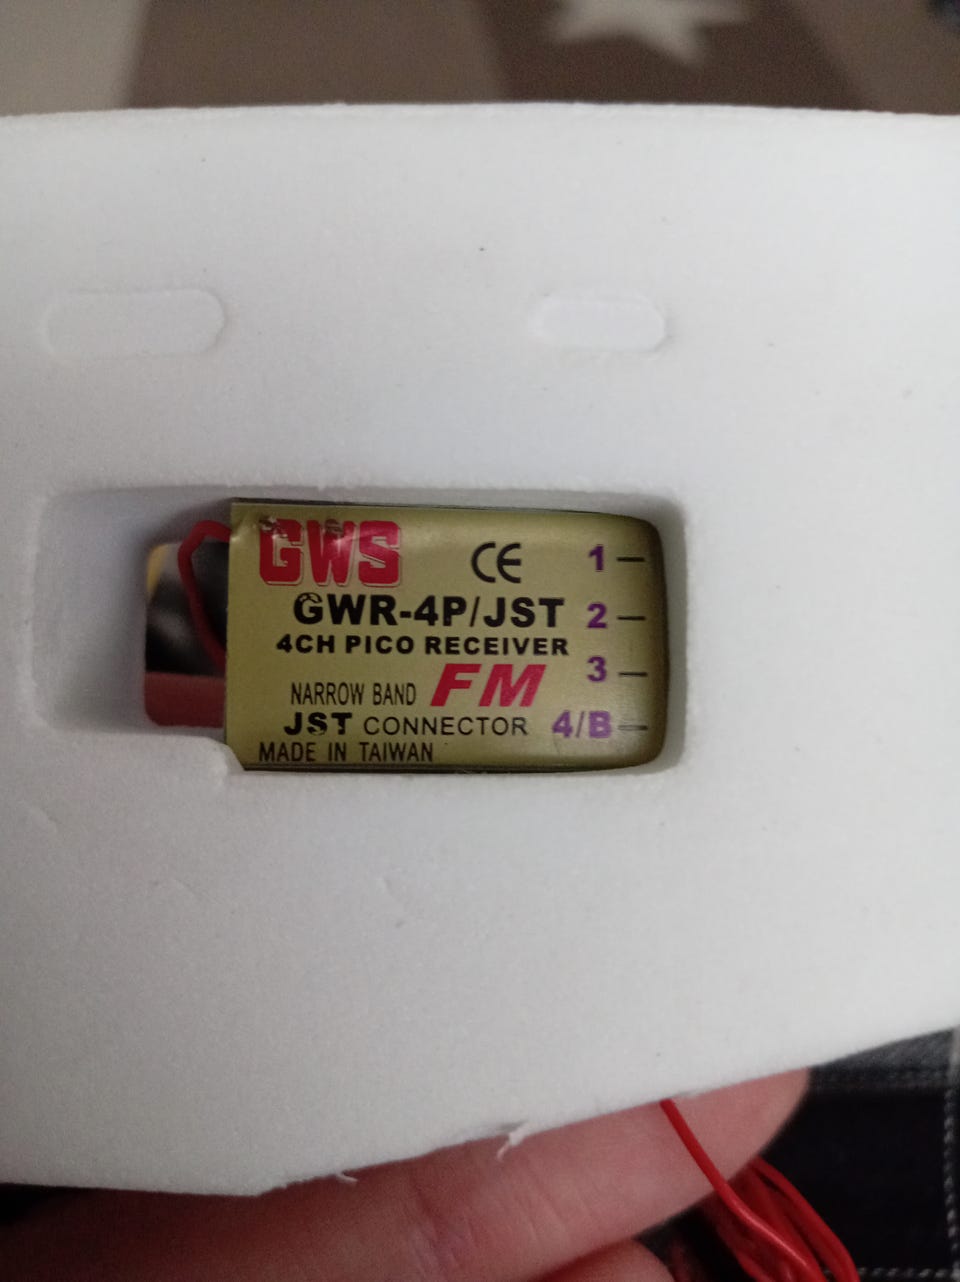 GWS CE
GWR-4P/JST
4CH PICO RECEIVER
NARROW BAND FM
JST CONNECTOR
MADE IN TAIWAN
1
2
3
4/B